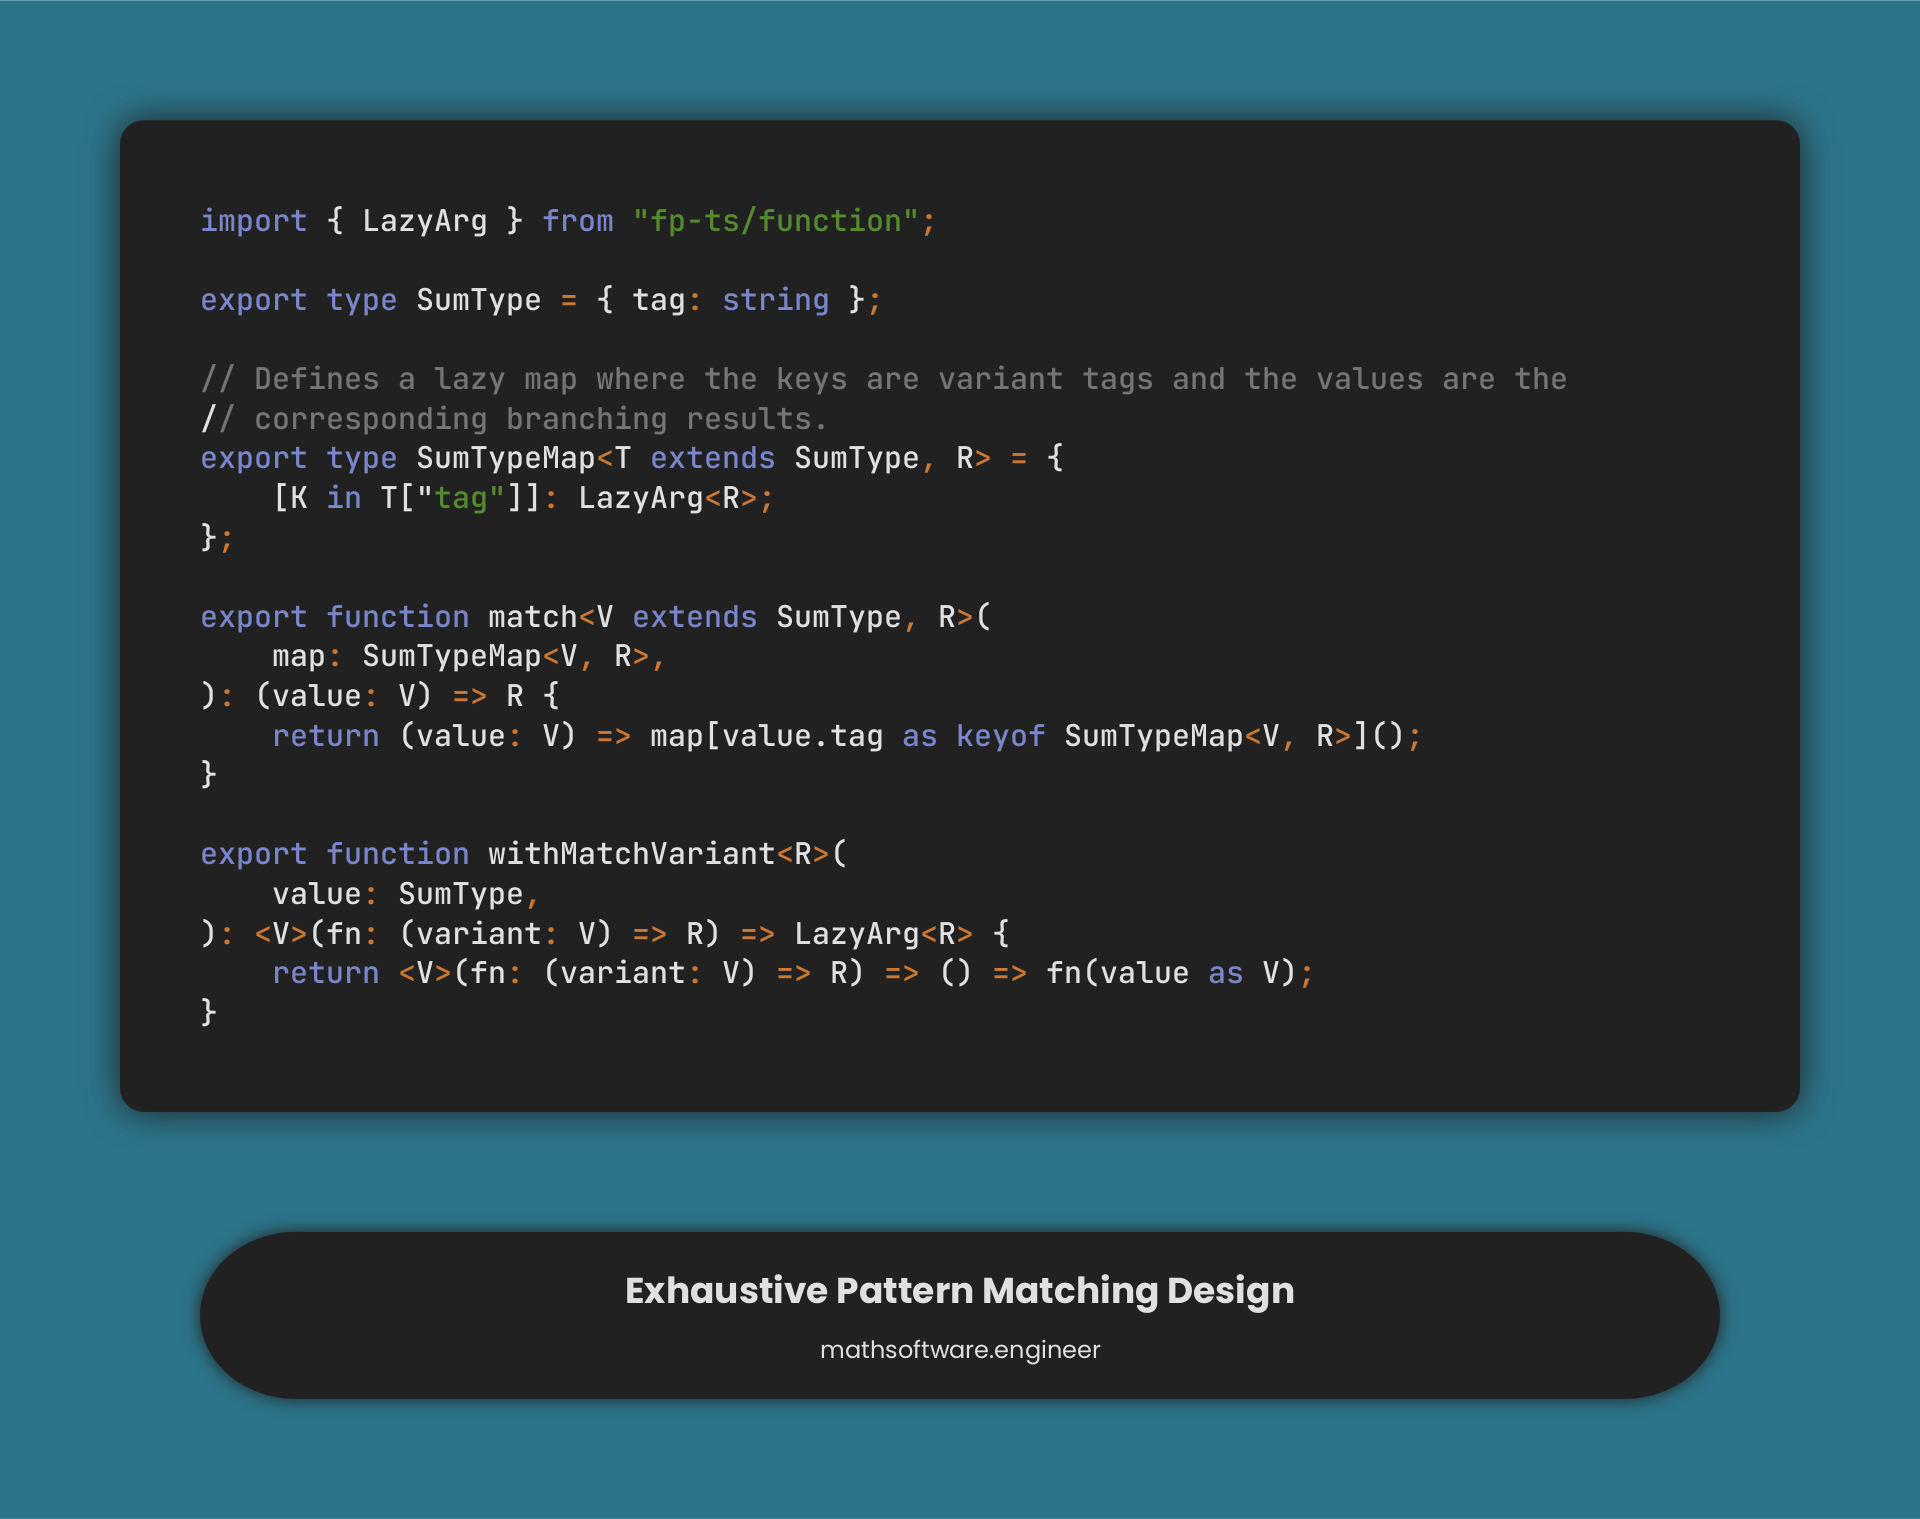 import { LazyArg } from "fp-ts/function";
export type SumType = { tag: string };
// Defines a lazy map where the keys are variant tags and the values are the
// corresponding branching results.
export type SumTypeMap<T extends SumType, R> = {
    [K in T["tag"]]: LazyArg<R>;
};
export function match<V extends SumType, R>(
    map: SumTypeMap<V, R>,
): (value: V) => R {
    return (value: V) => map[value.tag as keyof SumTypeMap<V, R>]();
}
export function withMatchVariant<R>(
    value: SumType,
): <V>(fn: (variant: V) => R) => LazyArg<R> {
    return <V>(fn: (variant: V) => R) => () => fn(value as V);
}
Exhaustive Pattern Matching Design
mathsoftware.engineer